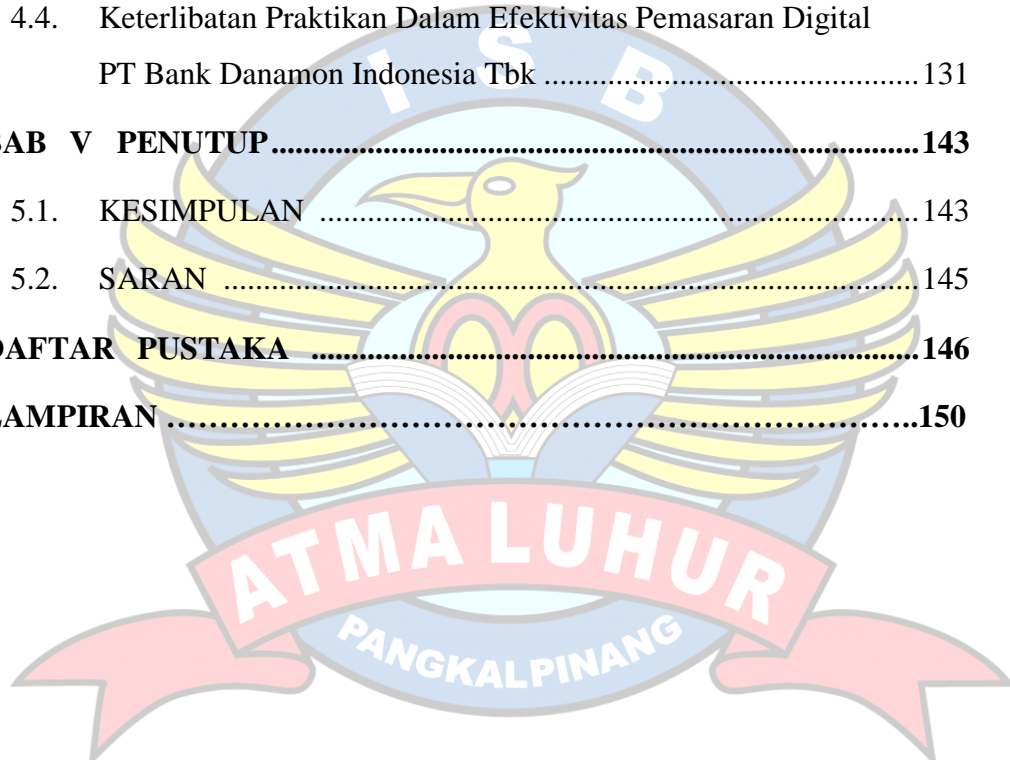 4.4. Keterlibatan Praktikan Dalam Efektivitas Pemasaran Digital
PT Bank Danamon Indonesia Tbk ........................................ 131
BAB V PENUTUP ................................................................ 143
5.1. KESIMPULAN ................................................................ 143
5.2. SARAN ................................................................ 145
DAFTAR PUSTAKA ................................................................ 146
LAMPIRAN ………………………………………………………..150
I S B
ATMA LUHUR
PANGKALPINANG